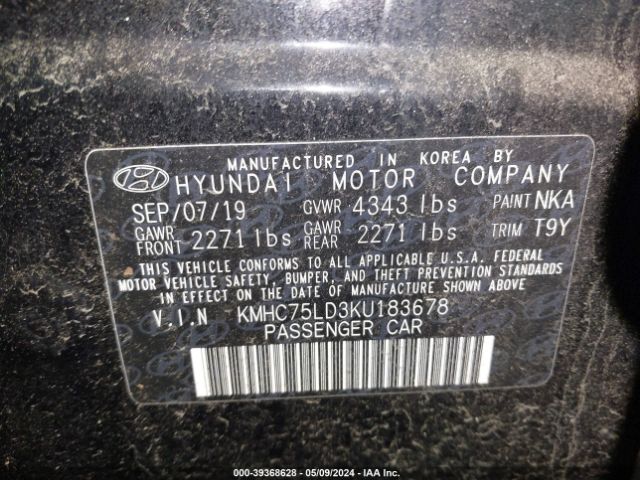 MANUFACTURED IN KOREA BY
HYUNDAI MOTOR COMPANY
SEP/07/19 GVWR 4343 lbs PAINT NKA
GAWR FRONT 2271 lbs GAWR REAR 2271 lbs TRIM T9Y
THIS VEHICLE CONFORMS TO ALL APPLICABLE U.S.A. FEDERAL
MOTOR VEHICLE SAFETY, BUMPER, AND THEFT PREVENTION STANDARDS
IN EFFECT ON THE DATE OF MANUFACTURE SHOWN ABOVE.
V.I.N KMHC75LD3KU183678
PASSENGER CAR
000-39368628 - 05/09/2024 - IAA Inc.